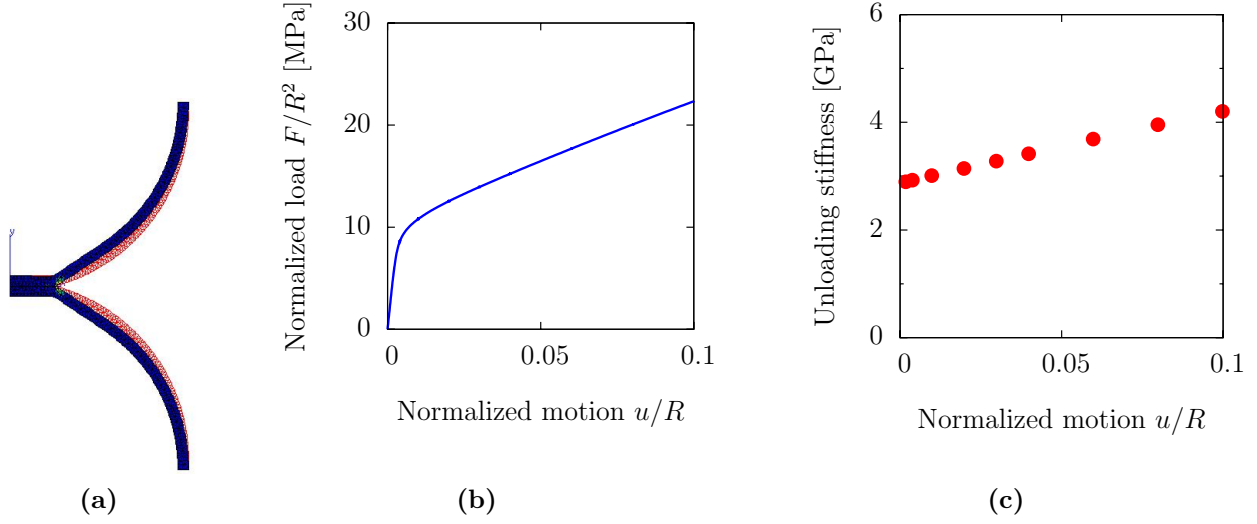 y
(a)
Normalized load F/R² [MPa]
30
20
10
0
0 0.05 0.1
Normalized motion u/R
(b)
Unloading stiffness [GPa]
6
4
2
0
0 0.05 0.1
Normalized motion u/R
(c)